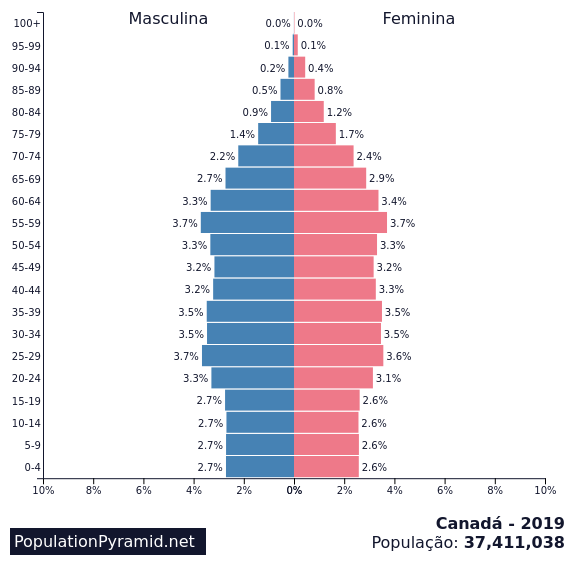 Masculina Feminina
100+ 0.0% 0.0%
95-99 0.1% 0.1%
90-94 0.2% 0.4%
85-89 0.5% 0.8%
80-84 0.9% 1.2%
75-79 1.4% 1.7%
70-74 2.2% 2.4%
65-69 2.7% 2.9%
60-64 3.3% 3.4%
55-59 3.7% 3.7%
50-54 3.3% 3.3%
45-49 3.2% 3.2%
40-44 3.2% 3.3%
35-39 3.5% 3.5%
30-34 3.5% 3.5%
25-29 3.7% 3.6%
20-24 3.3% 3.1%
15-19 2.7% 2.6%
10-14 2.7% 2.6%
5-9 2.7% 2.6%
0-4 2.7% 2.6%
10% 8% 6% 4% 2% 0% 2% 4% 6% 8% 10%
Canadá - 2019
PopulationPyramid.net População: 37,411,038